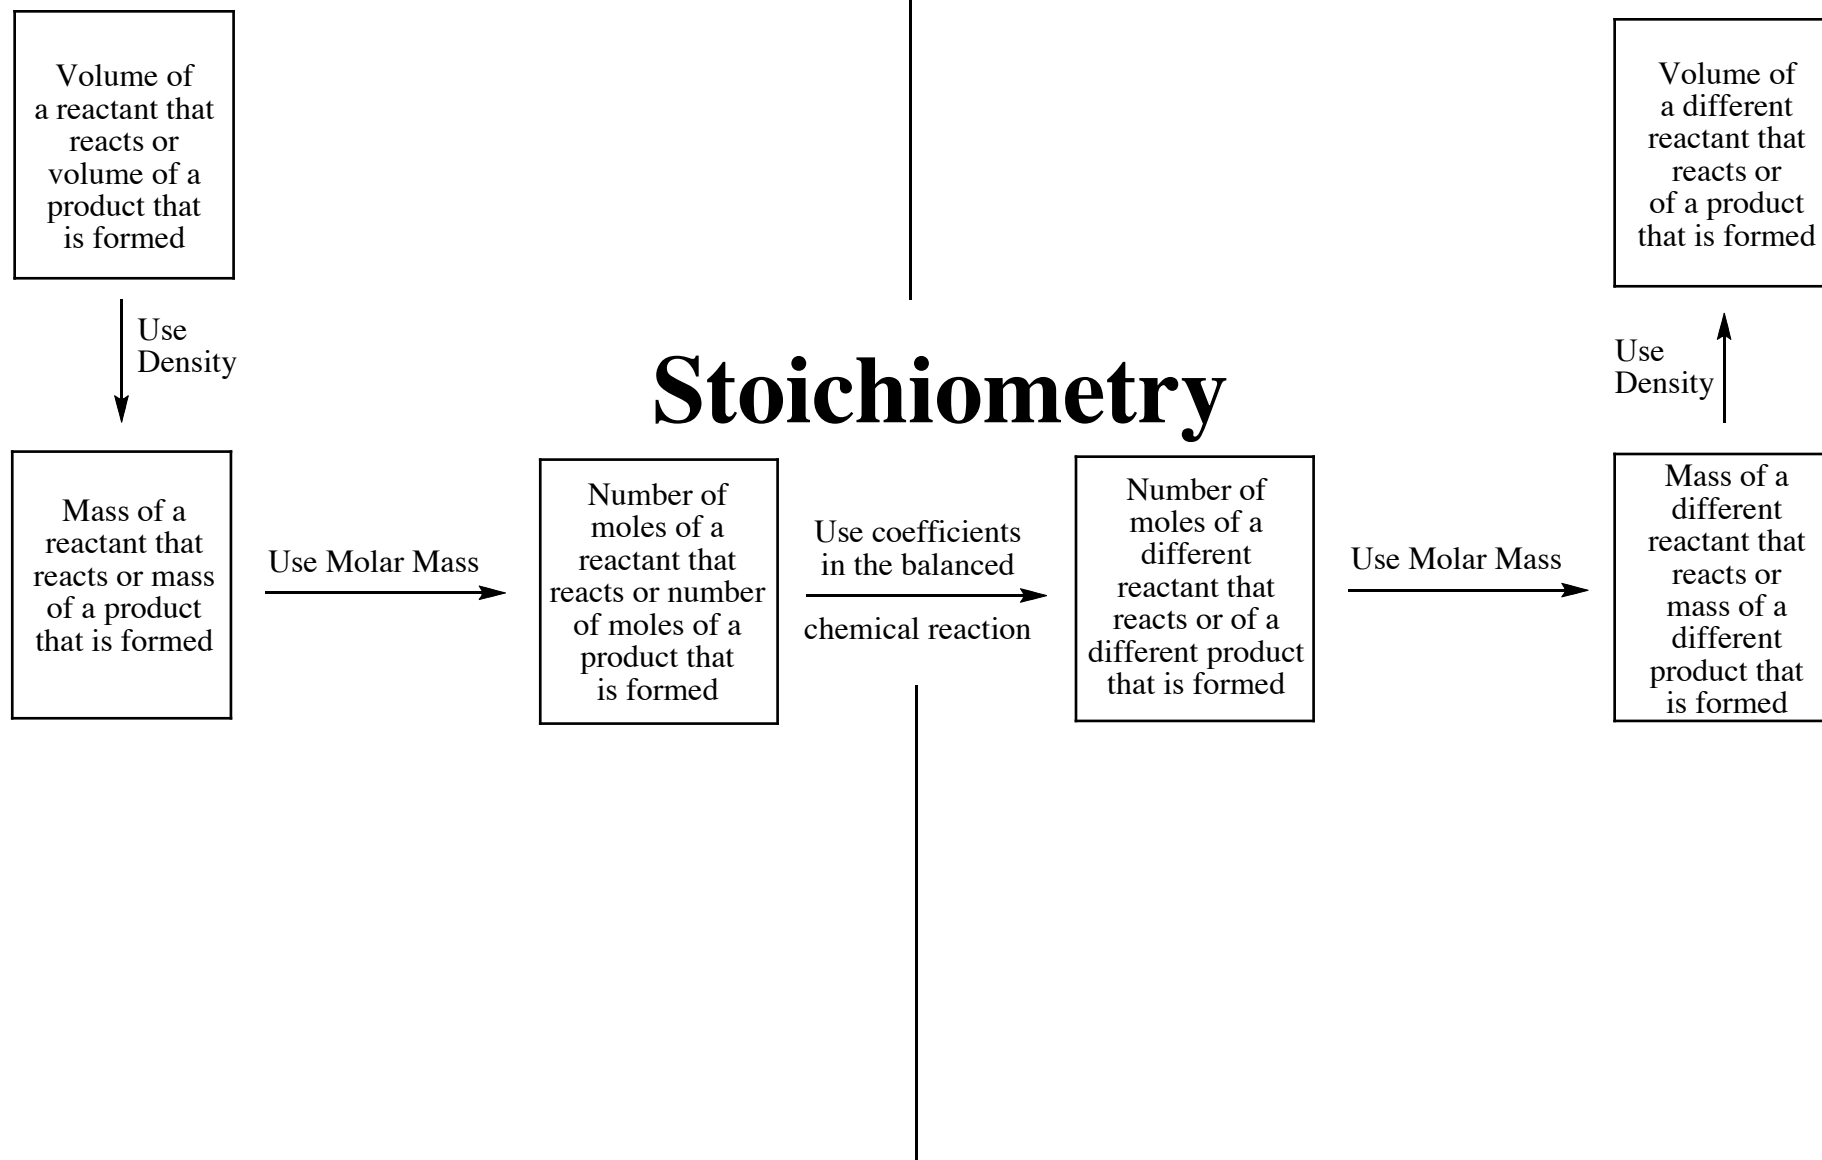 Volume of
a reactant that
reacts or
volume of a
product that
is formed
Use
Density
Mass of a
reactant that
reacts or mass
of a product
that is formed
Use Molar Mass
Stoichiometry
Number of
moles of a
reactant that
reacts or number
of moles of a
product that
is formed
Use coefficients
in the balanced
chemical reaction
Number of
moles of a
different
reactant that
reacts or of a
different product
that is formed
Use Molar Mass
Mass of a
different
reactant that
reacts or
mass of a
different
product that
is formed
Use
Density
Volume of
a different
reactant that
reacts or
of a product
that is formed